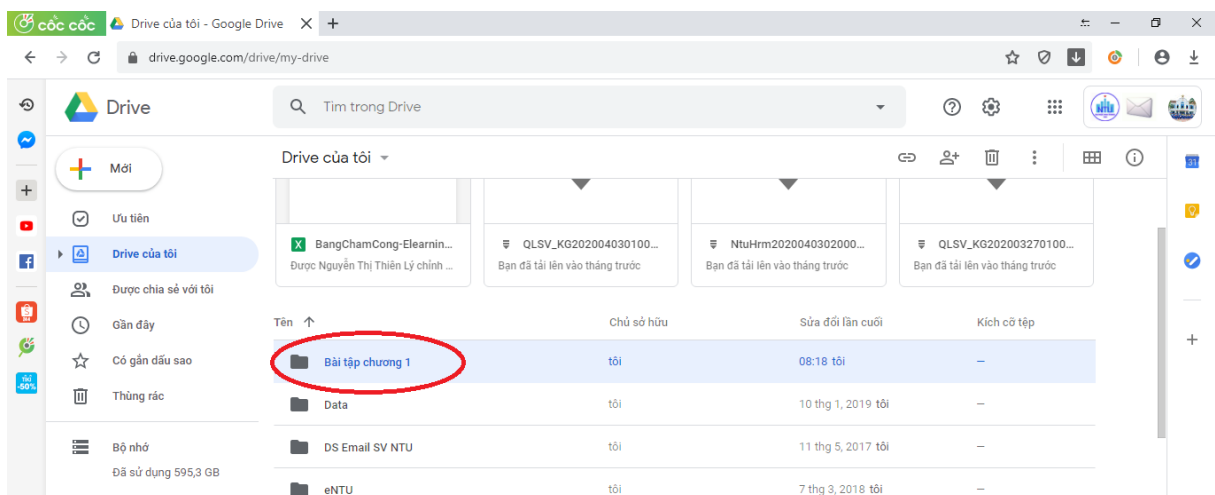 cốc cốc Drive của tôi - Google Drive
drive.google.com/drive/my-drive
Drive Tìm trong Drive
NTU
Mới Drive của tôi
31
Ưu tiên
Drive của tôi
Được chia sẻ với tôi
Gần đây
Có gắn dấu sao
Thùng rác
Bộ nhớ
Đã sử dụng 595,3 GB
X BangChamCong-Elearnin... QLSV_KG202004030100... NtuHrm2020040302000... QLSV_KG202003270100...
Được Nguyễn Thị Thiên Lý chỉnh ... Bạn đã tải lên vào tháng trước Bạn đã tải lên vào tháng trước Bạn đã tải lên vào tháng trước
Tên Chủ sở hữu Sửa đổi lần cuối Kích cỡ tệp
Bài tập chương 1 tôi 08:18 tôi –
Data tôi 10 thg 1, 2019 tôi –
DS Email SV NTU tôi 11 thg 5, 2017 tôi –
eNTU tôi 7 thg 3, 2018 tôi –
-50%